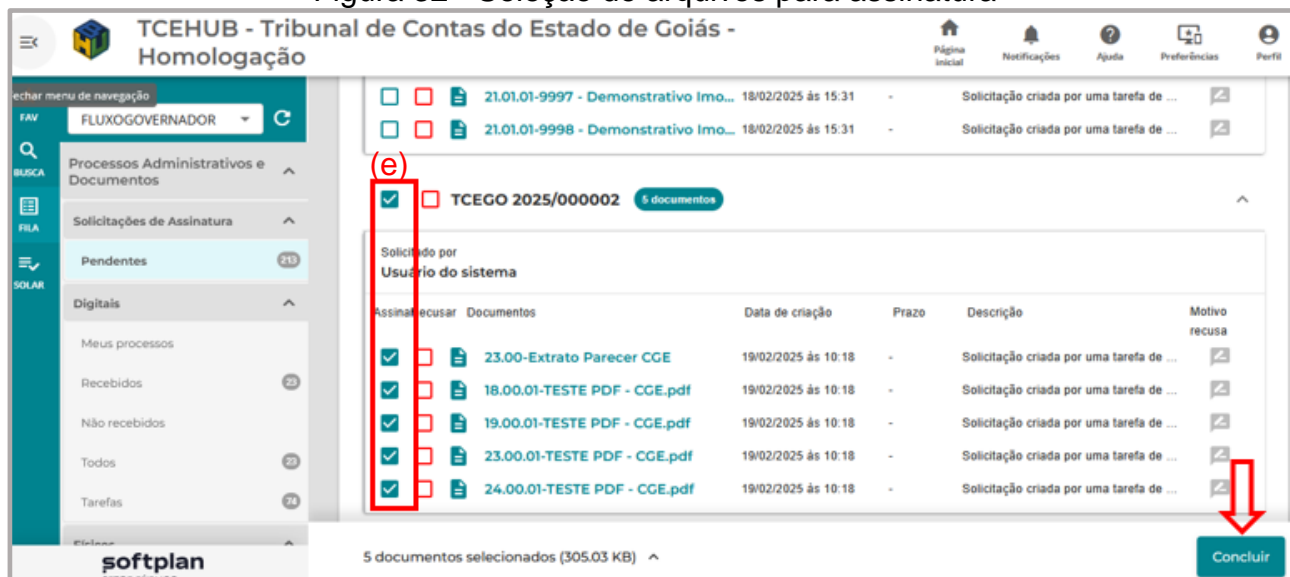 TCEHUB - Tribunal de Contas do Estado de Goiás -
Homologação
Página
inicial
Notificações
Ajuda
Preferências
Perfil
echar menu de navegação
FAV
FLUXOGOVERNADOR
BUSCA
FILA
SOLAR
Processos Administrativos e
Documentos
Solicitações de Assinatura
Pendentes 213
Digitais
Meus processos
Recebidos 23
Não recebidos
Todos 23
Tarefas 74
softplan
21.01.01-9997 - Demonstrativo Imo... 18/02/2025 às 15:31 - Solicitação criada por uma tarefa de ...
21.01.01-9998 - Demonstrativo Imo... 18/02/2025 às 15:31 - Solicitação criada por uma tarefa de ...
(e)
TCEGO 2025/000002 5 documentos
Solicitado por
Usuário do sistema
Assinar Recusar Documentos Data de criação Prazo Descrição Motivo
recusa
23.00-Extrato Parecer CGE 19/02/2025 às 10:18 - Solicitação criada por uma tarefa de ...
18.00.01-TESTE PDF - CGE.pdf 19/02/2025 às 10:18 - Solicitação criada por uma tarefa de ...
19.00.01-TESTE PDF - CGE.pdf 19/02/2025 às 10:18 - Solicitação criada por uma tarefa de ...
23.00.01-TESTE PDF - CGE.pdf 19/02/2025 às 10:18 - Solicitação criada por uma tarefa de ...
24.00.01-TESTE PDF - CGE.pdf 19/02/2025 às 10:18 - Solicitação criada por uma tarefa de ...
5 documentos selecionados (305.03 KB)
Concluir